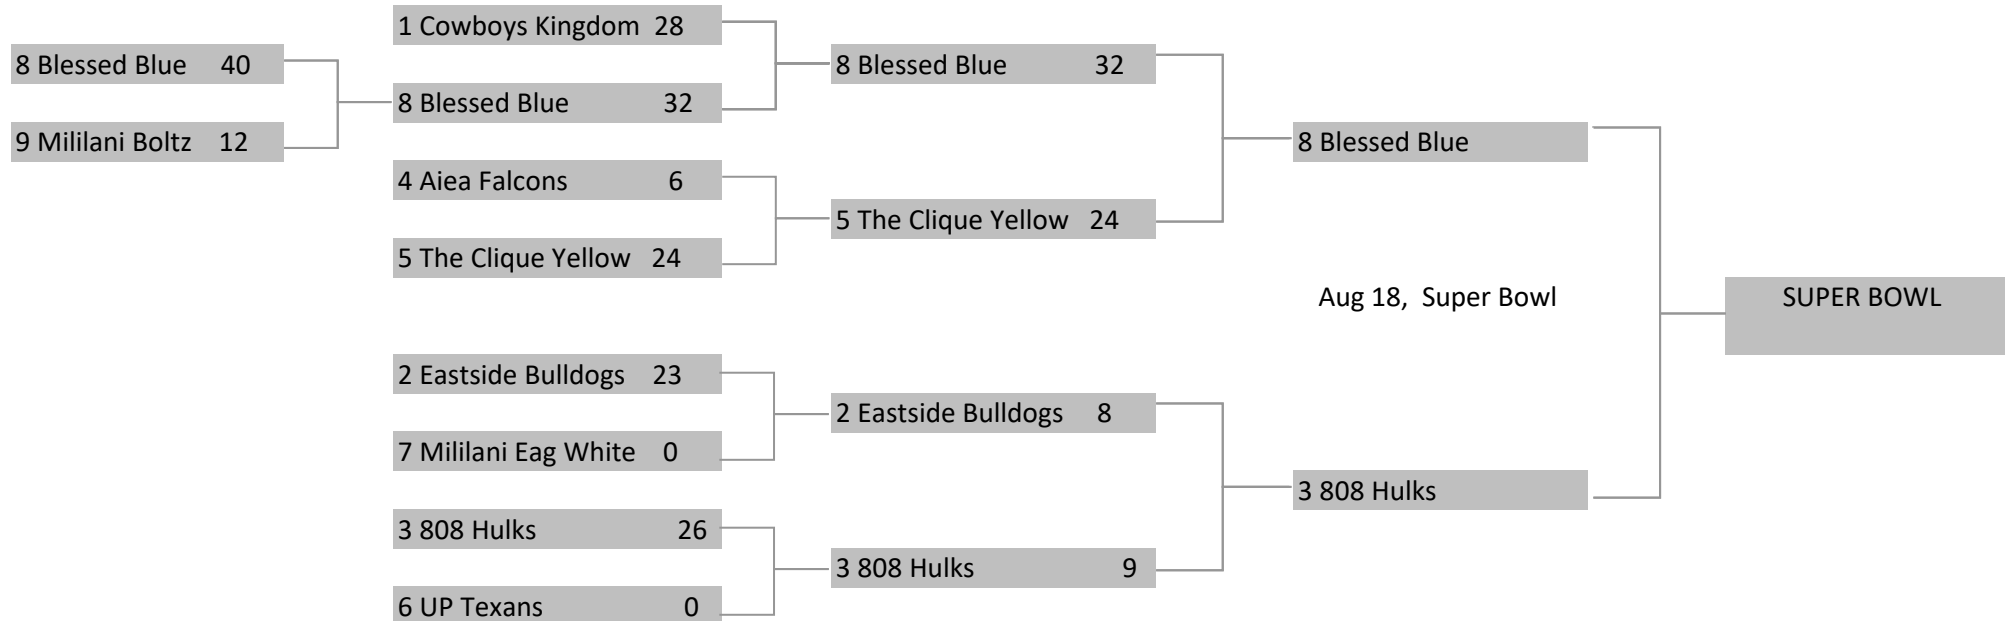 8 Blessed Blue 40
9 Mililani Boltz 12
1 Cowboys Kingdom 28
8 Blessed Blue 32
4 Aiea Falcons 6
5 The Clique Yellow 24
2 Eastside Bulldogs 23
7 Mililani Eag White 0
3 808 Hulks 26
6 UP Texans 0
8 Blessed Blue 32
5 The Clique Yellow 24
2 Eastside Bulldogs 8
3 808 Hulks 9
8 Blessed Blue
Aug 18, Super Bowl
3 808 Hulks
SUPER BOWL